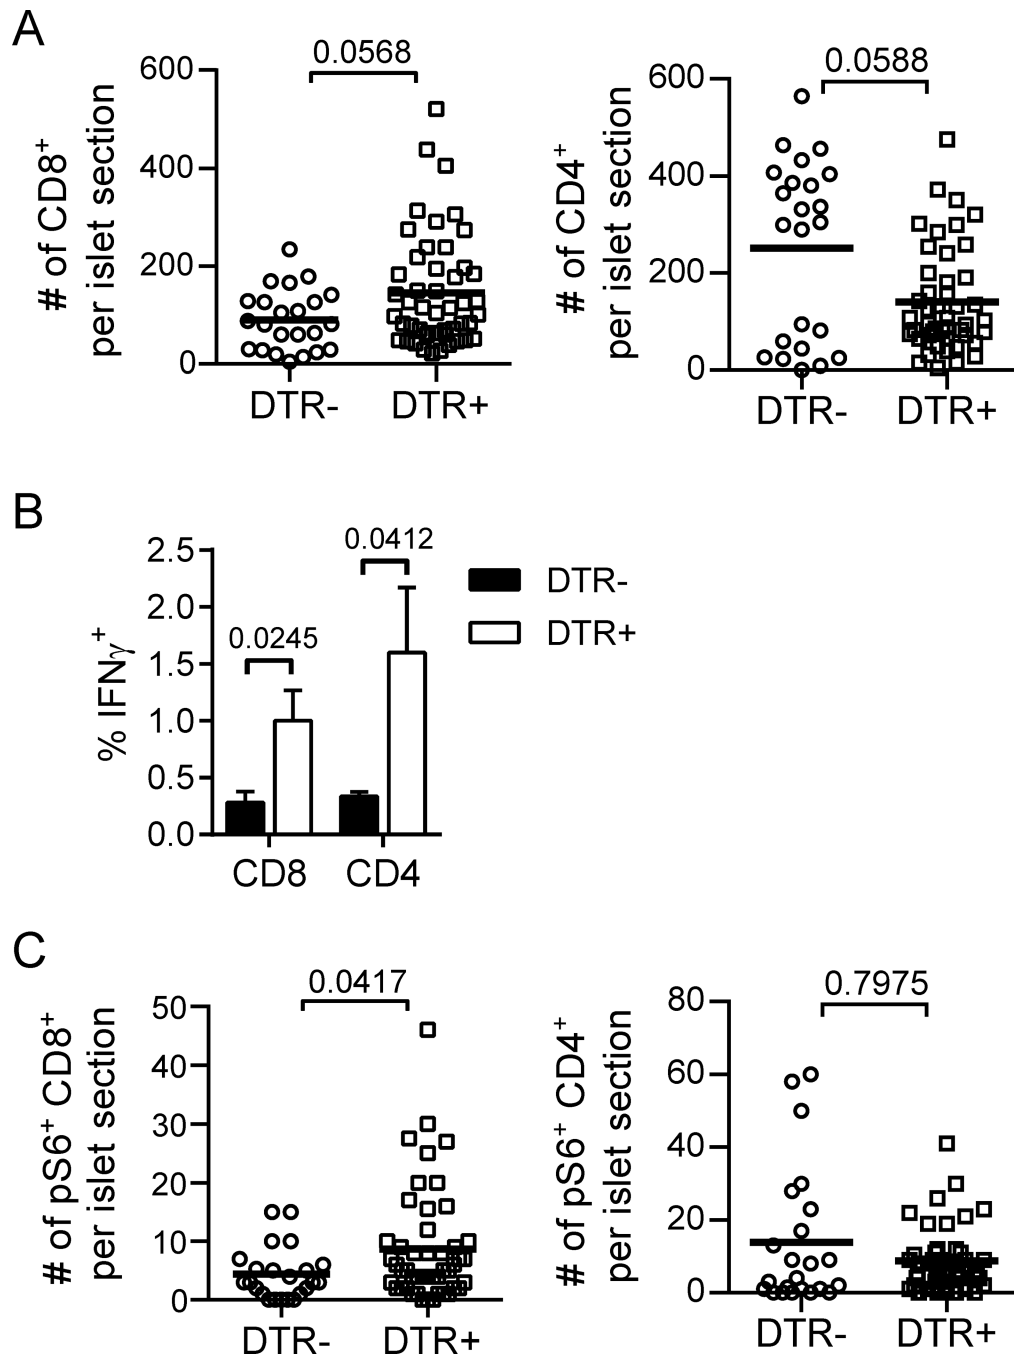 A
0.0568
# of CD8+
per islet section
600
400
200
0
DTR-
DTR+
0.0588
# of CD4+
per islet section
600
400
200
0
DTR-
DTR+
B
% IFNγ+
2.5
2.0
1.5
1.0
0.5
0.0
0.0245
0.0412
CD8
CD4
DTR-
DTR+
C
0.0417
# of pS6+ CD8+
per islet section
50
40
30
20
10
0
DTR-
DTR+
0.7975
# of pS6+ CD4+
per islet section
80
60
40
20
0
DTR-
DTR+